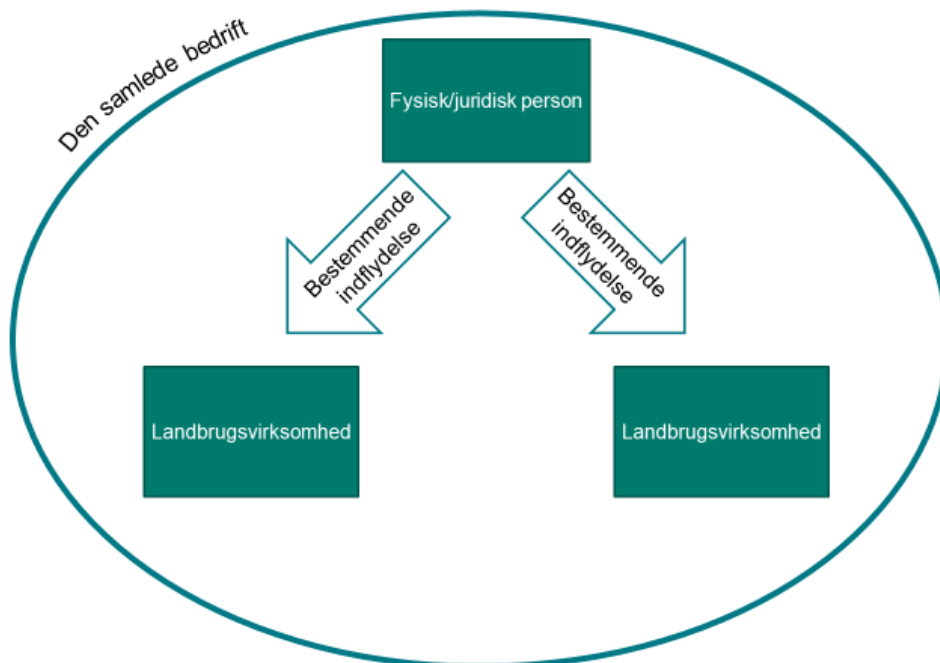 Den samlede bedrift
Fysisk/juridisk person
Bestemmende
indflydelse
Bestemmende
indflydelse
Landbrugsvirksomhed
Landbrugsvirksomhed